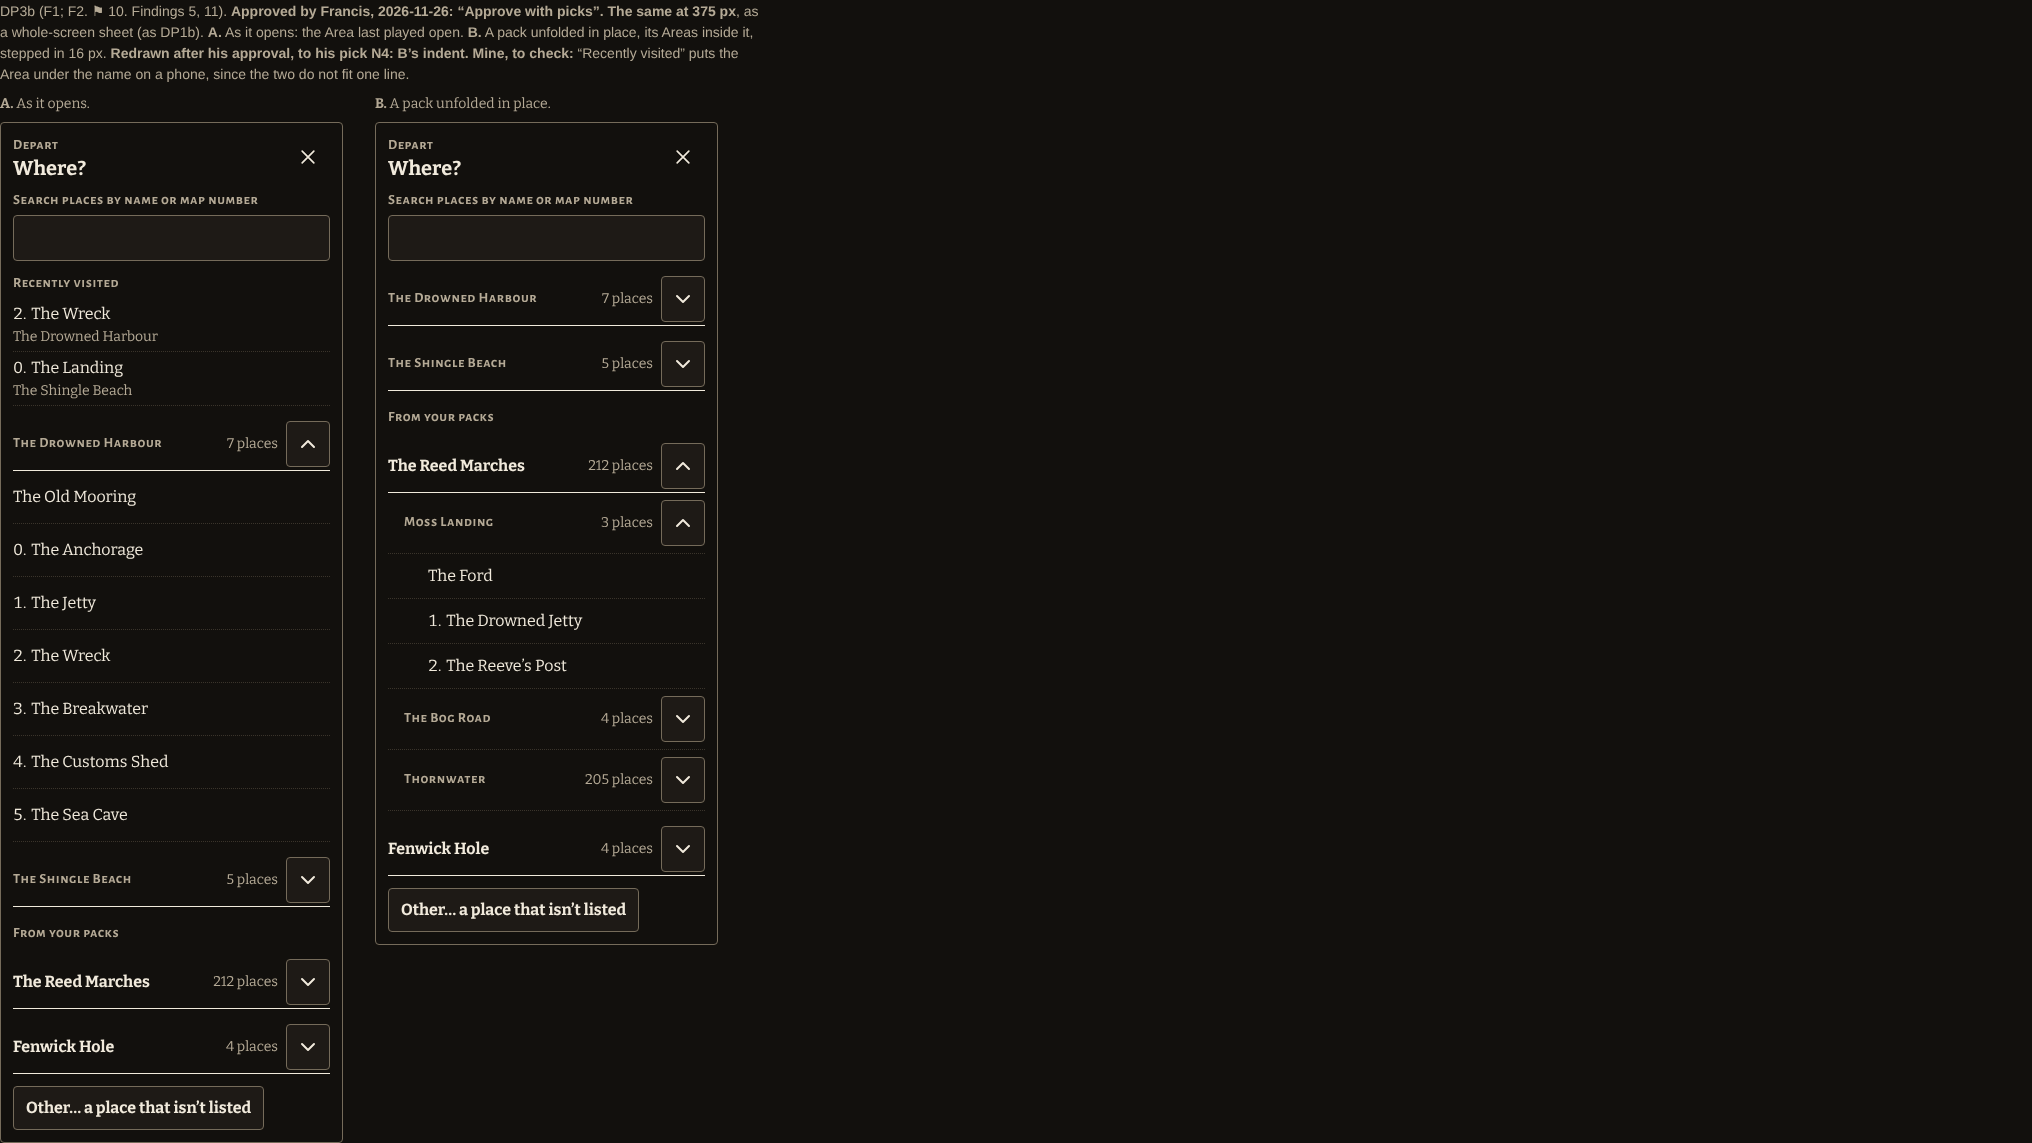 DP3b (F1; F2. ⚑ 10. Findings 5, 11). Approved by Francis, 2026-11-26: “Approve with picks”. The same at 375 px, as
a whole-screen sheet (as DP1b). A. As it opens: the Area last played open. B. A pack unfolded in place, its Areas inside it,
stepped in 16 px. Redrawn after his approval, to his pick N4: B’s indent. Mine, to check: “Recently visited” puts the
Area under the name on a phone, since the two do not fit one line.
A. As it opens.
Depart
Where?
Search places by name or map number
Recently visited
2. The Wreck
The Drowned Harbour
0. The Landing
The Shingle Beach
The Drowned Harbour 7 places
The Old Mooring
0. The Anchorage
1. The Jetty
2. The Wreck
3. The Breakwater
4. The Customs Shed
5. The Sea Cave
The Shingle Beach 5 places
From your packs
The Reed Marches 212 places
Fenwick Hole 4 places
Other... a place that isn’t listed
B. A pack unfolded in place.
Depart
Where?
Search places by name or map number
The Drowned Harbour 7 places
The Shingle Beach 5 places
From your packs
The Reed Marches 212 places
Moss Landing 3 places
The Ford
1. The Drowned Jetty
2. The Reeve’s Post
The Bog Road 4 places
Thornwater 205 places
Fenwick Hole 4 places
Other... a place that isn’t listed